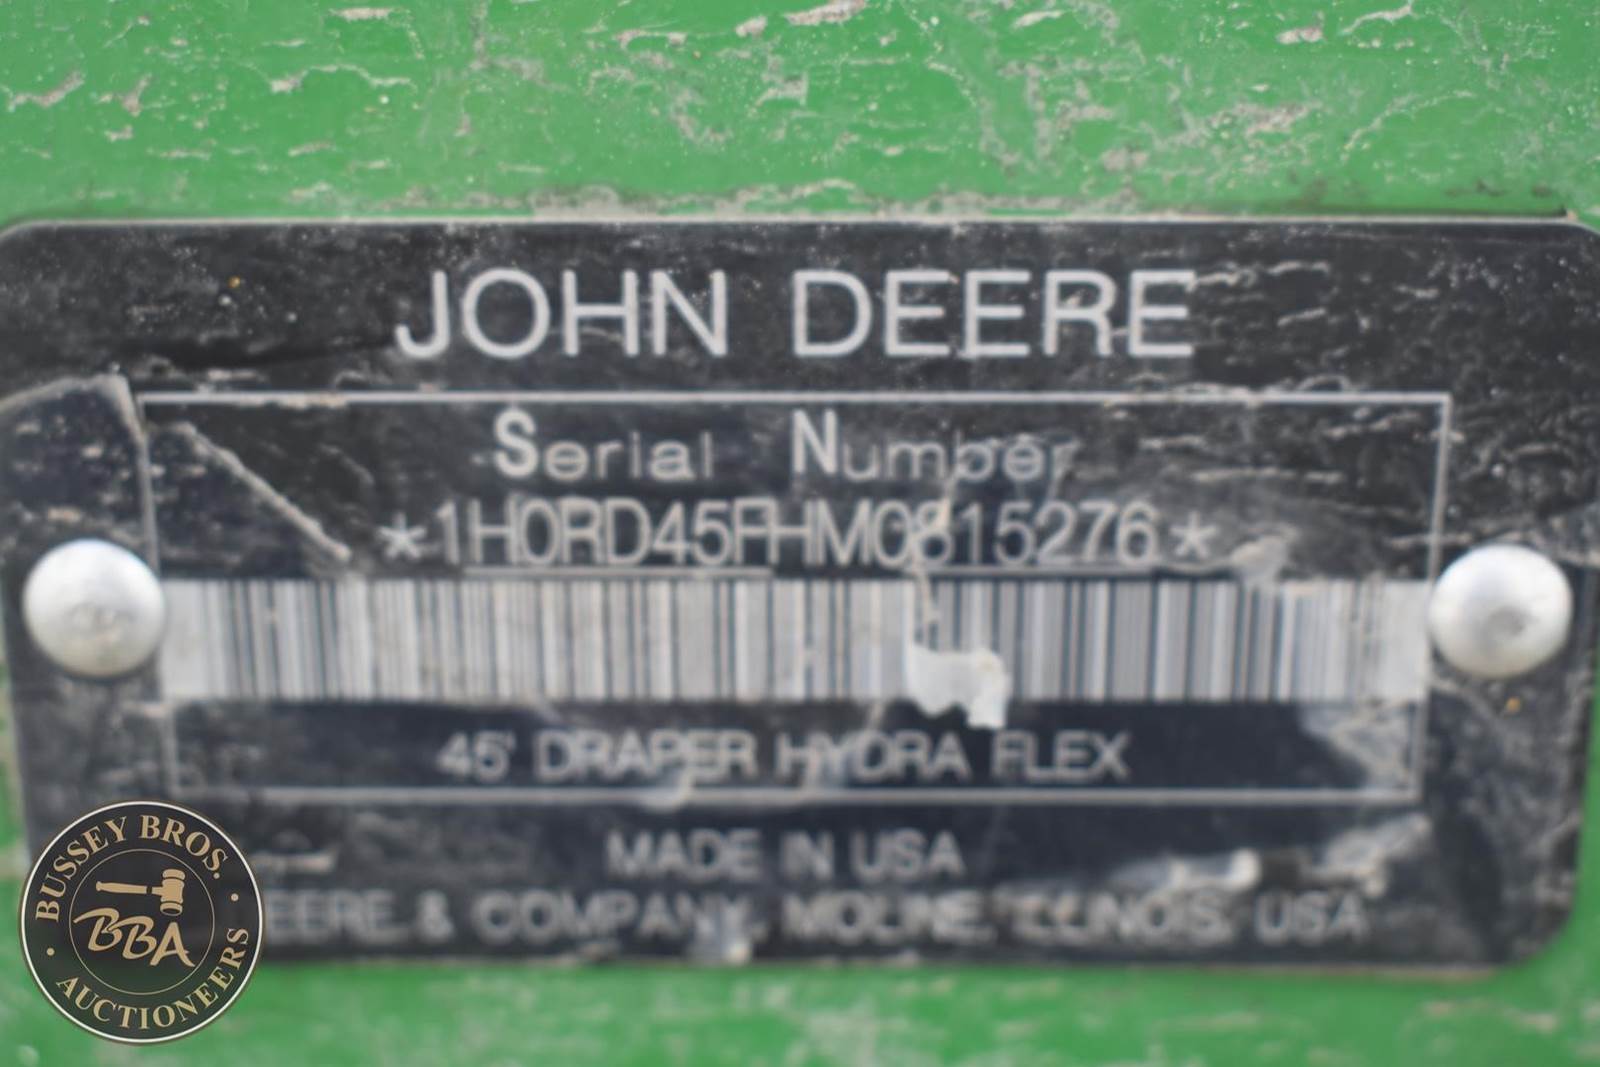 JOHN DEERE
Serial Number
*1H0RD45FHM0815276*
45' DRAPER HYDRA FLEX
MADE IN USA
EERE & COMPANY, MOLINE, ILLINOIS, USA
BUSSEY BROS.
BBA
AUCTIONEERS